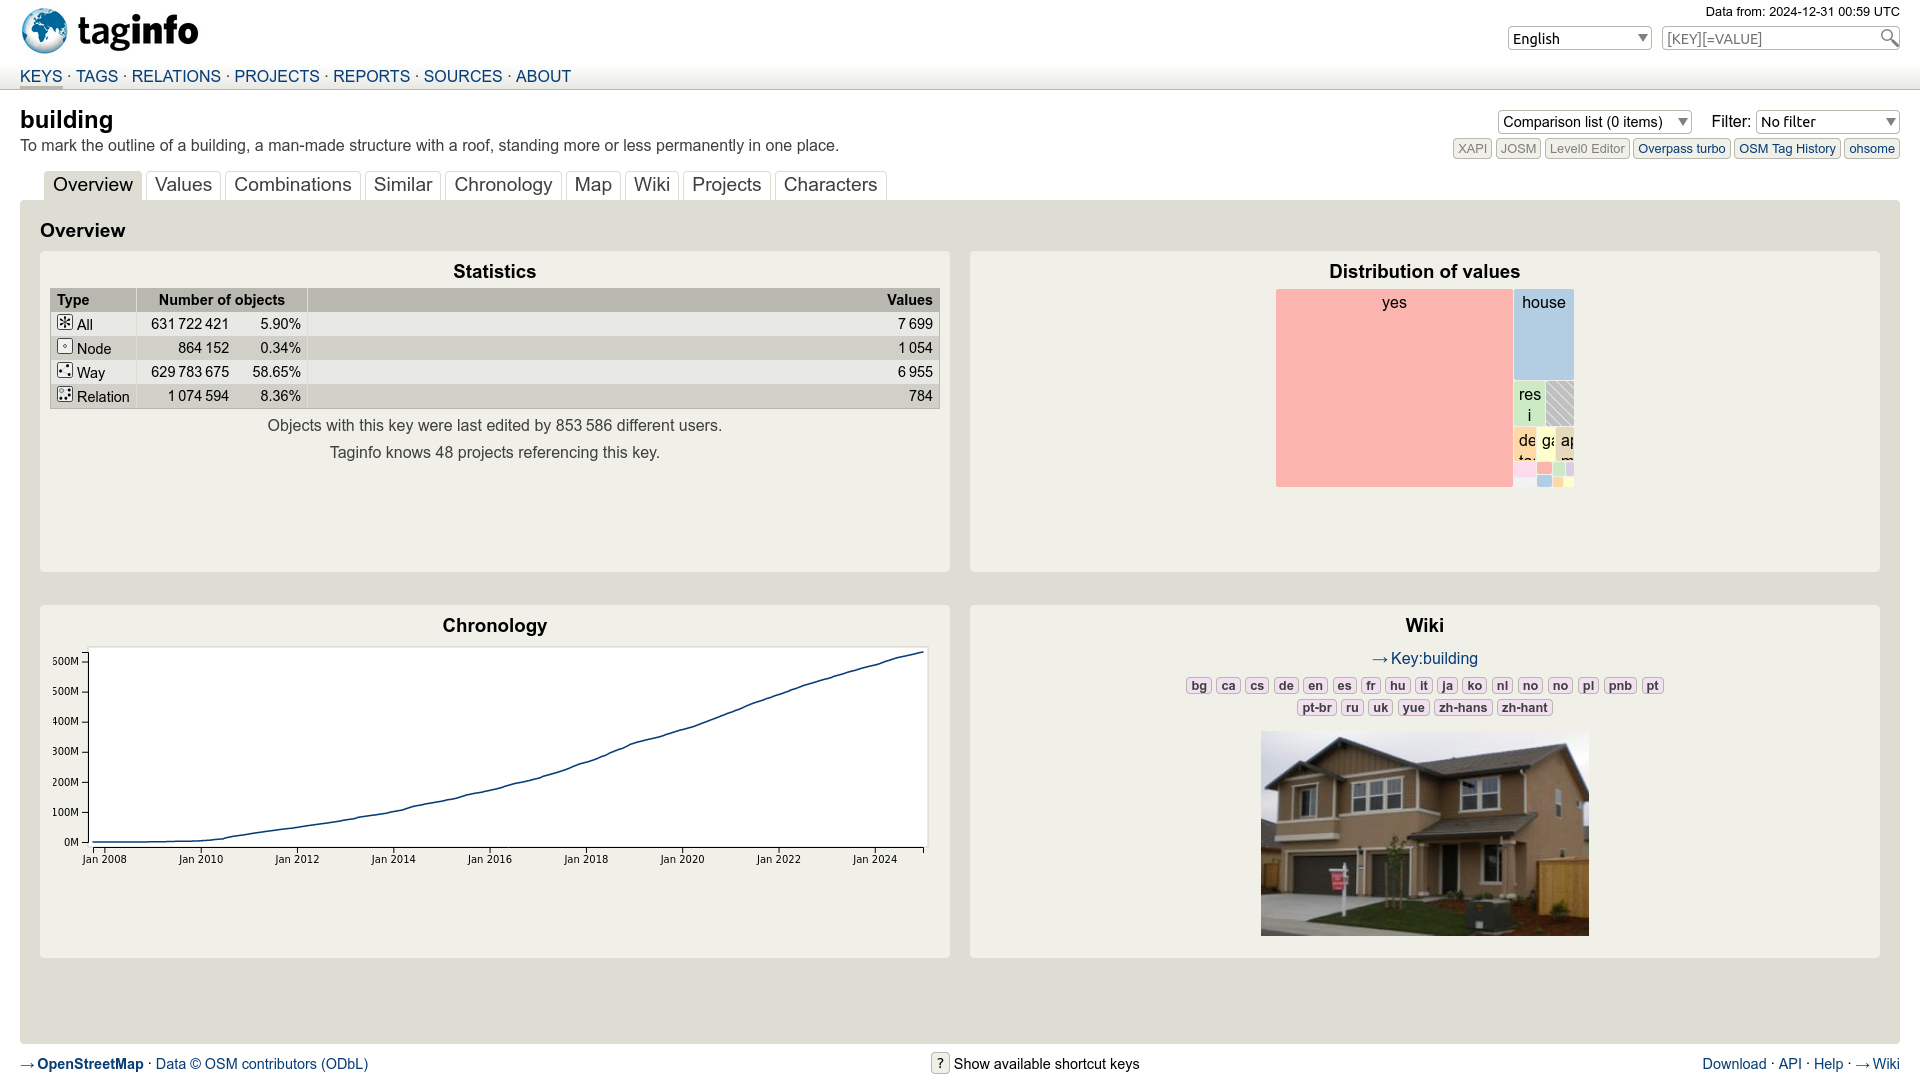 Data from: 2024-12-31 00:59 UTC
taginfo
English
[KEY][=VALUE]
KEYS · TAGS · RELATIONS · PROJECTS · REPORTS · SOURCES · ABOUT
building
Comparison list (0 items)
Filter: No filter
To mark the outline of a building, a man-made structure with a roof, standing more or less permanently in one place.
XAPI JOSM Level0 Editor Overpass turbo OSM Tag History ohsome
Overview Values Combinations Similar Chronology Map Wiki Projects Characters
Overview
Statistics
Type Number of objects Values
All 631 722 421 5.90% 7 699
Node 864 152 0.34% 1 054
Way 629 783 675 58.65% 6 955
Relation 1 074 594 8.36% 784
Objects with this key were last edited by 853 586 different users.
Taginfo knows 48 projects referencing this key.
Distribution of values
yes
house
res
i
de
ga
ap
Chronology
600M
500M
400M
300M
200M
100M
0M
Jan 2008 Jan 2010 Jan 2012 Jan 2014 Jan 2016 Jan 2018 Jan 2020 Jan 2022 Jan 2024
Wiki
→ Key:building
bg ca cs de en es fr hu it ja ko nl no no pl pnb pt
pt-br ru uk yue zh-hans zh-hant
→ OpenStreetMap · Data © OSM contributors (ODbL)
? Show available shortcut keys
Download · API · Help · → Wiki